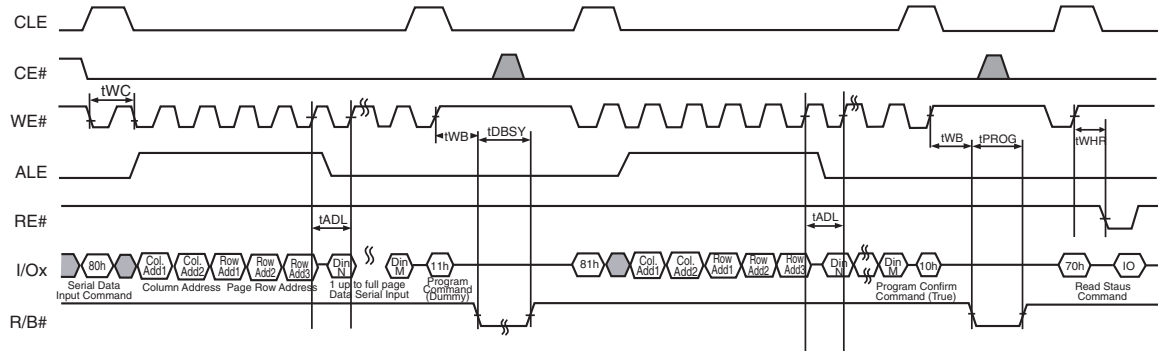 CLE
CE#
tWC
WE#
tWB
tDBSY
tWB
tPROG
tWHR
ALE
RE#
tADL
tADL
I/Ox
80h
Col. Add1
Col. Add2
Row Add1
Row Add2
Row Add3
Din N
Din M
11h
81h
Col. Add1
Col. Add2
Row Add1
Row Add2
Row Add3
Din N
Din M
10h
70h
IO
Serial Data
Input Command
Column Address
Page Row Address
1 up to full page
Data Serial Input
Program
Command
(Dummy)
Program Confirm
Command (True)
Read Staus
Command
R/B#